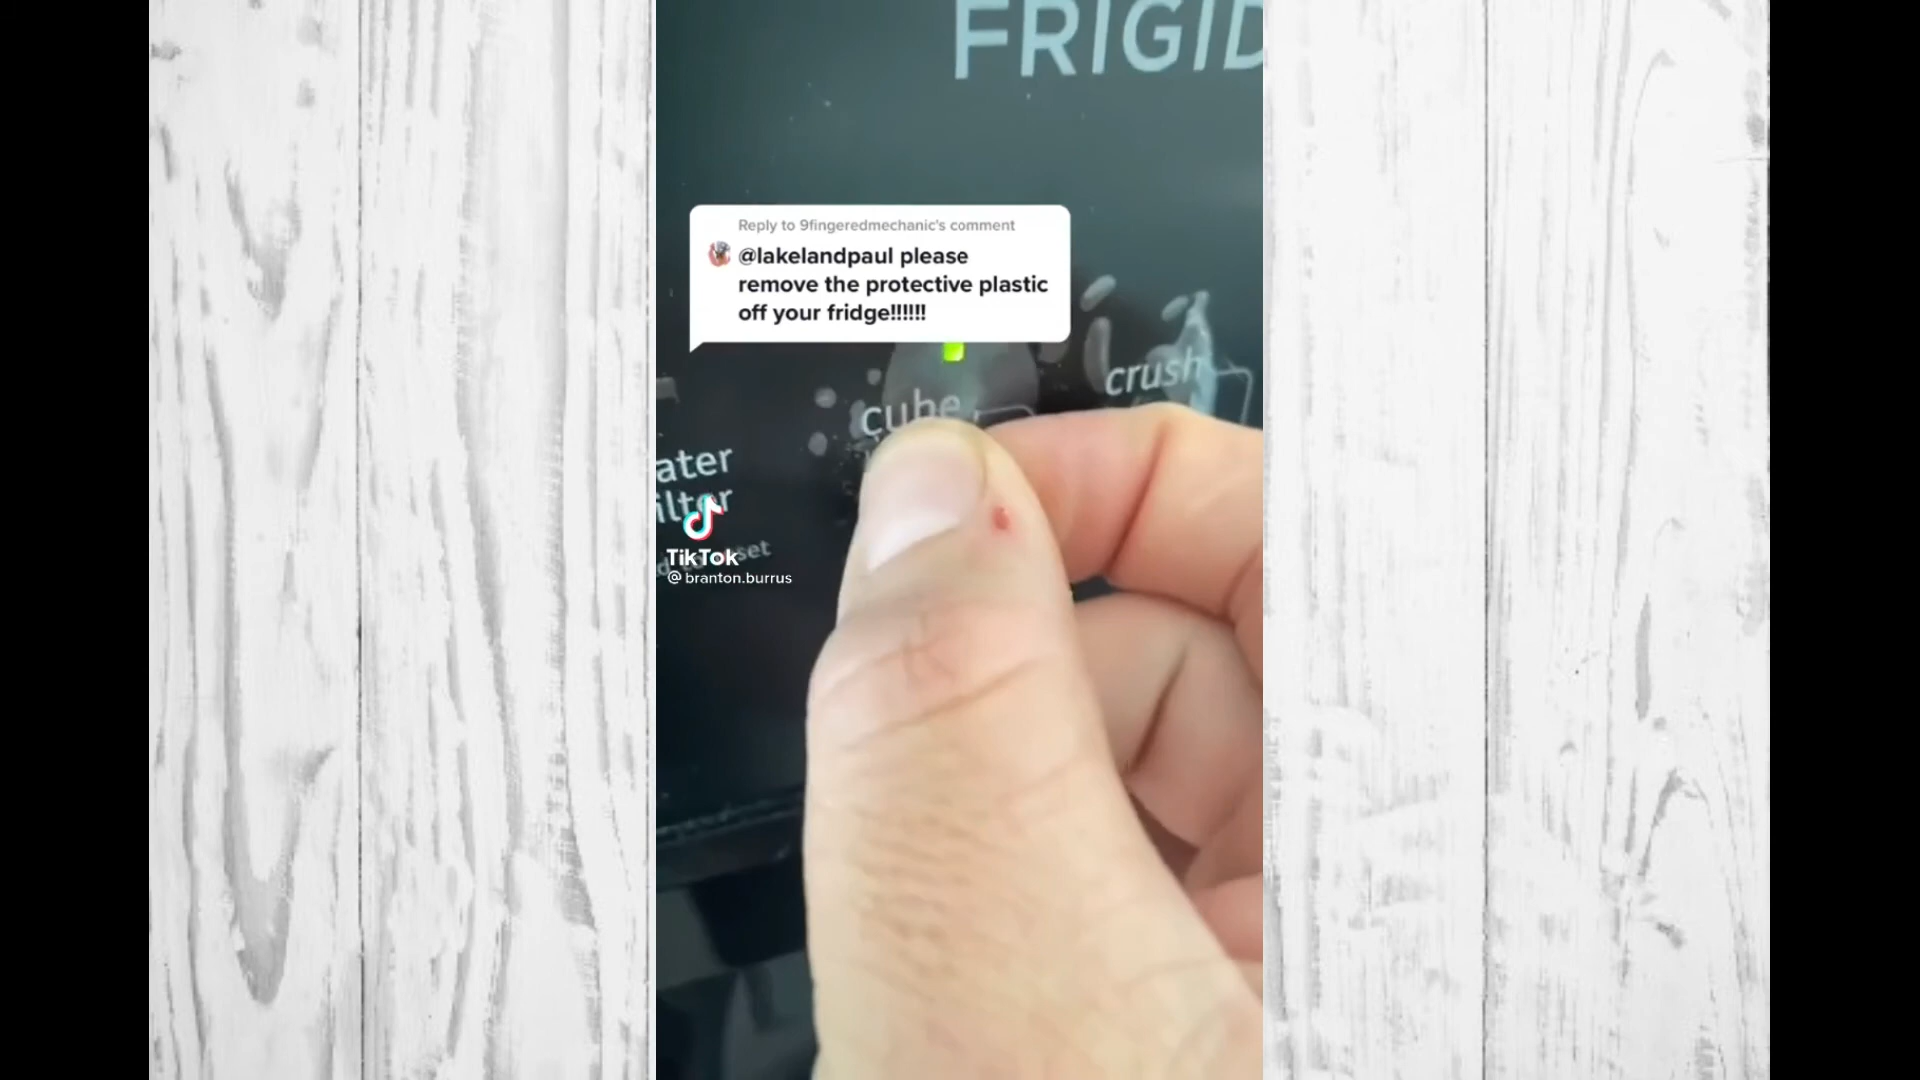 FRIGID
Reply to 9fingeredmechanic's comment
@lakelandpaul please
remove the protective plastic
off your fridge!!!!!!
crush
cube
ater
ilter
set
TikTok
@branton.burrus